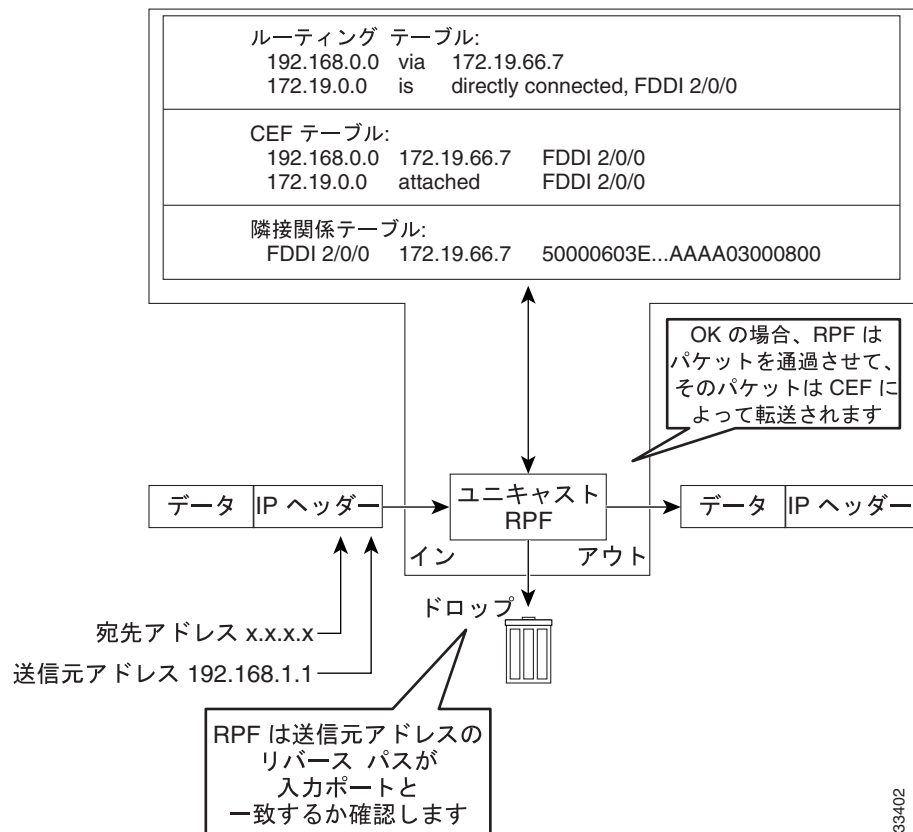 ルーティング テーブル:
192.168.0.0 via 172.19.66.7
172.19.0.0 is directly connected, FDDI 2/0/0
CEF テーブル:
192.168.0.0 172.19.66.7 FDDI 2/0/0
172.19.0.0 attached FDDI 2/0/0
隣接関係テーブル:
FDDI 2/0/0 172.19.66.7 50000603E...AAAA03000800
OK の場合、RPF は
パケットを通過させて、
そのパケットは CEF に
よって転送されます
データ IP ヘッダー
ユニキャスト
RPF
データ IP ヘッダー
イン アウト
ドロップ
宛先アドレス x.x.x.x
送信元アドレス 192.168.1.1
RPF は送信元アドレスの
リバース パスが
入力ポートと
一致するか確認します
33402